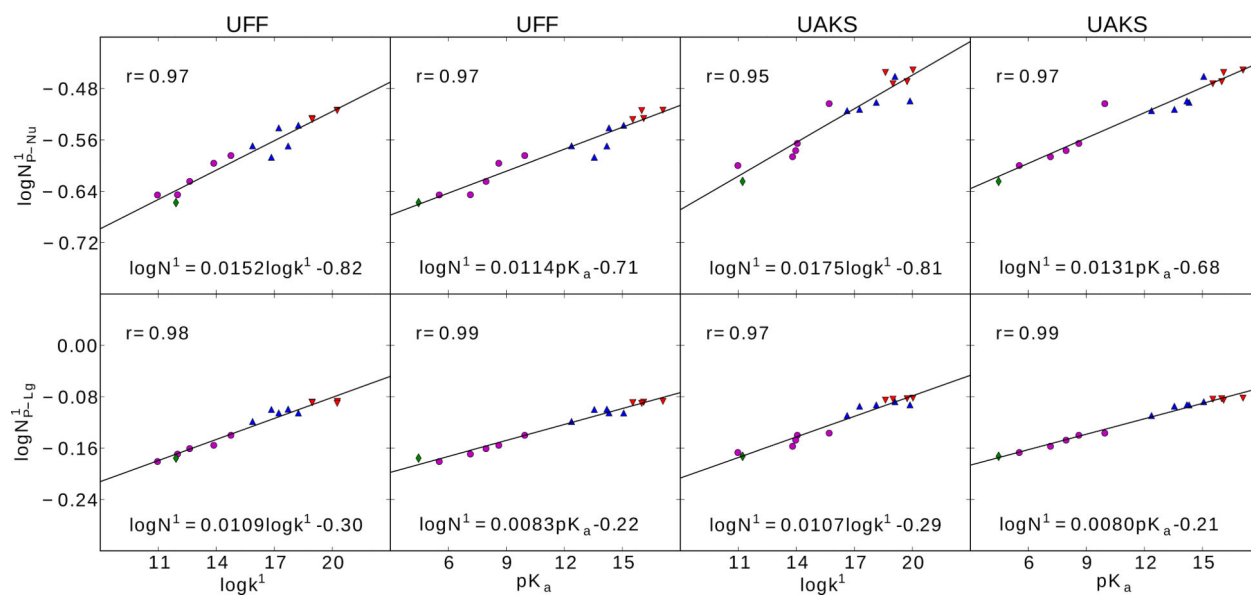 UFF UFF UAKS UAKS
r= 0.97 r= 0.97 r= 0.95 r= 0.97
−0.48
−0.56
−0.64
−0.72
logN¹P−Nu
logN¹ = 0.0152logk¹ -0.82 logN¹ = 0.0114pKa-0.71 logN¹ = 0.0175logk¹ -0.81 logN¹ = 0.0131pKa-0.68
r= 0.98 r= 0.99 r= 0.97 r= 0.99
0.00
−0.08
−0.16
−0.24
logN¹P−Lg
logN¹ = 0.0109logk¹ -0.30 logN¹ = 0.0083pKa-0.22 logN¹ = 0.0107logk¹ -0.29 logN¹ = 0.0080pKa-0.21
11 14 17 20 6 9 12 15 11 14 17 20 6 9 12 15
logk¹ pKa logk¹ pKa